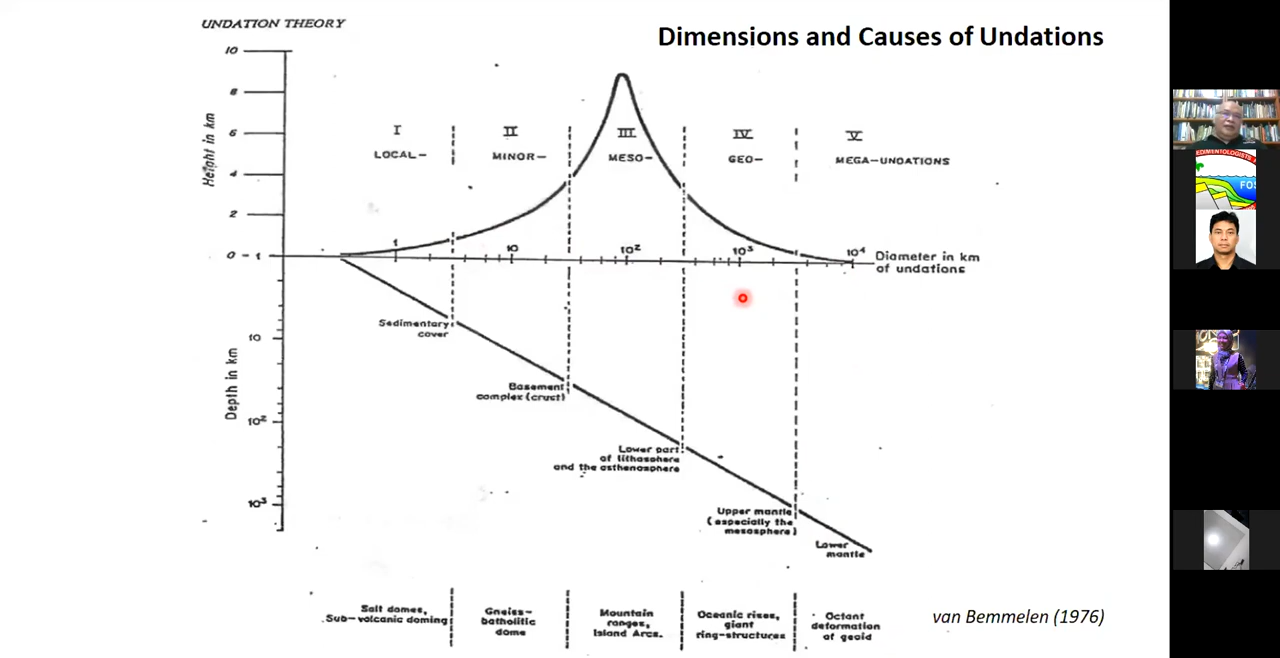 UNDATION THEORY
Dimensions and Causes of Undations
Height in km
10
8
6
4
2
0 - 1
I
LOCAL-
II
MINOR-
III
MESO-
IV
GEO-
V
MEGA-UNDATIONS
1
10
10²
10³
10⁴
Diameter in km
of undations
Depth in km
10
10²
10³
Sedimentary
cover
Basement
complex (crust)
Lower part
of lithosphere
and the asthenosphere
Upper mantle
(especially the
mesosphere)
Lower
mantle
Salt domes,
Sub-volcanic doming
Gneiss-
batholitic
dome
Mountain
ranges,
Island Arcs.
Oceanic rises,
giant
ring-structures
Octant
deformation
of geoid
van Bemmelen (1976)
EDIMENTOLOGISTS
FOS